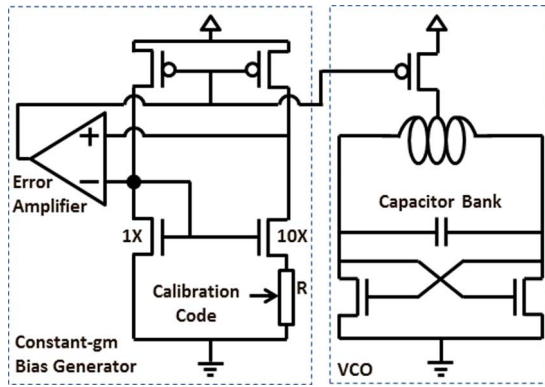 +
−
Error
Amplifier
1X
10X
Calibration
Code
R
Constant-gm
Bias Generator
Capacitor Bank
VCO